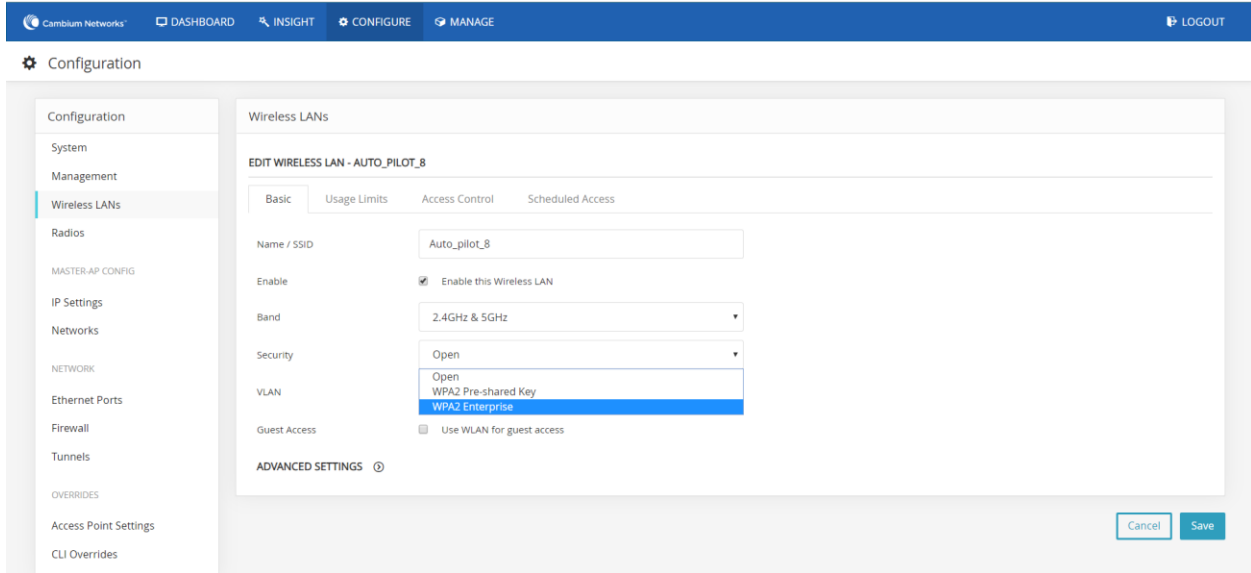 Cambium Networks™ DASHBOARD INSIGHT CONFIGURE MANAGE LOGOUT
Configuration
Configuration
System
Management
Wireless LANs
Radios
MASTER-AP CONFIG
IP Settings
Networks
NETWORK
Ethernet Ports
Firewall
Tunnels
OVERRIDES
Access Point Settings
CLI Overrides
Wireless LANs
EDIT WIRELESS LAN - AUTO_PILOT_8
Basic Usage Limits Access Control Scheduled Access
Name / SSID Auto_pilot_8
Enable Enable this Wireless LAN
Band 2.4GHz & 5GHz
Security Open
Open
VLAN WPA2 Pre-shared Key
WPA2 Enterprise
Guest Access Use WLAN for guest access
ADVANCED SETTINGS
Cancel Save